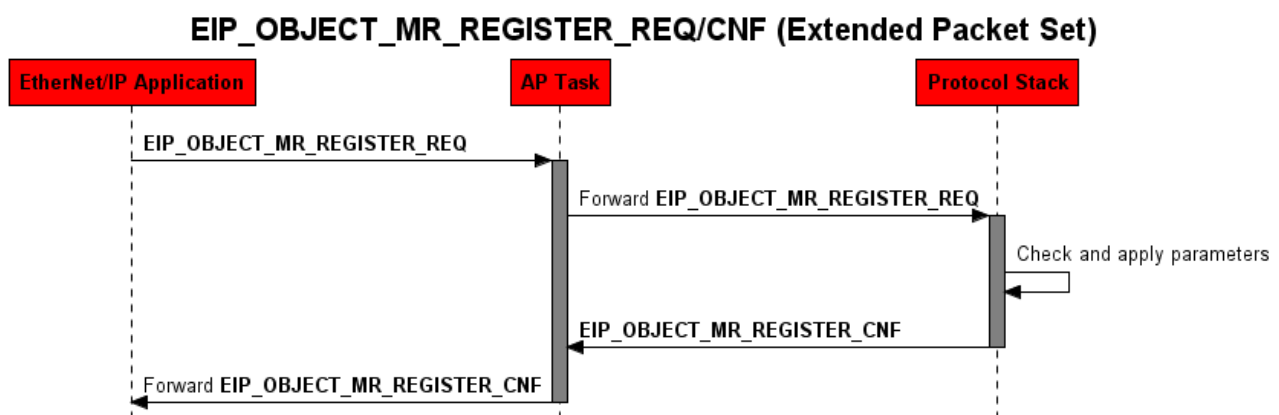 EIP_OBJECT_MR_REGISTER_REQ/CNF (Extended Packet Set)
EtherNet/IP Application
AP Task
Protocol Stack
EIP_OBJECT_MR_REGISTER_REQ
Forward EIP_OBJECT_MR_REGISTER_REQ
Check and apply parameters
EIP_OBJECT_MR_REGISTER_CNF
Forward EIP_OBJECT_MR_REGISTER_CNF